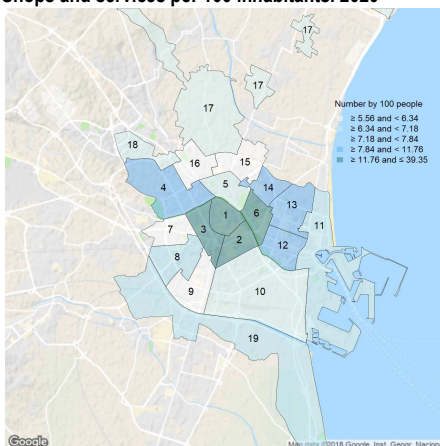 Shops and services per 100 inhabitants. 2020
17
17
Number by 100 people
≥ 5.56 and < 6.34
≥ 6.34 and < 7.18
≥ 7.18 and < 7.84
≥ 7.84 and < 11.76
≥ 11.76 and ≤ 39.35
17
18
16
15
4
5
14
13
1
6
11
3
7
2
12
8
9
10
19
Google
Map data ©2018 Google, Inst. Geogr. Nacion